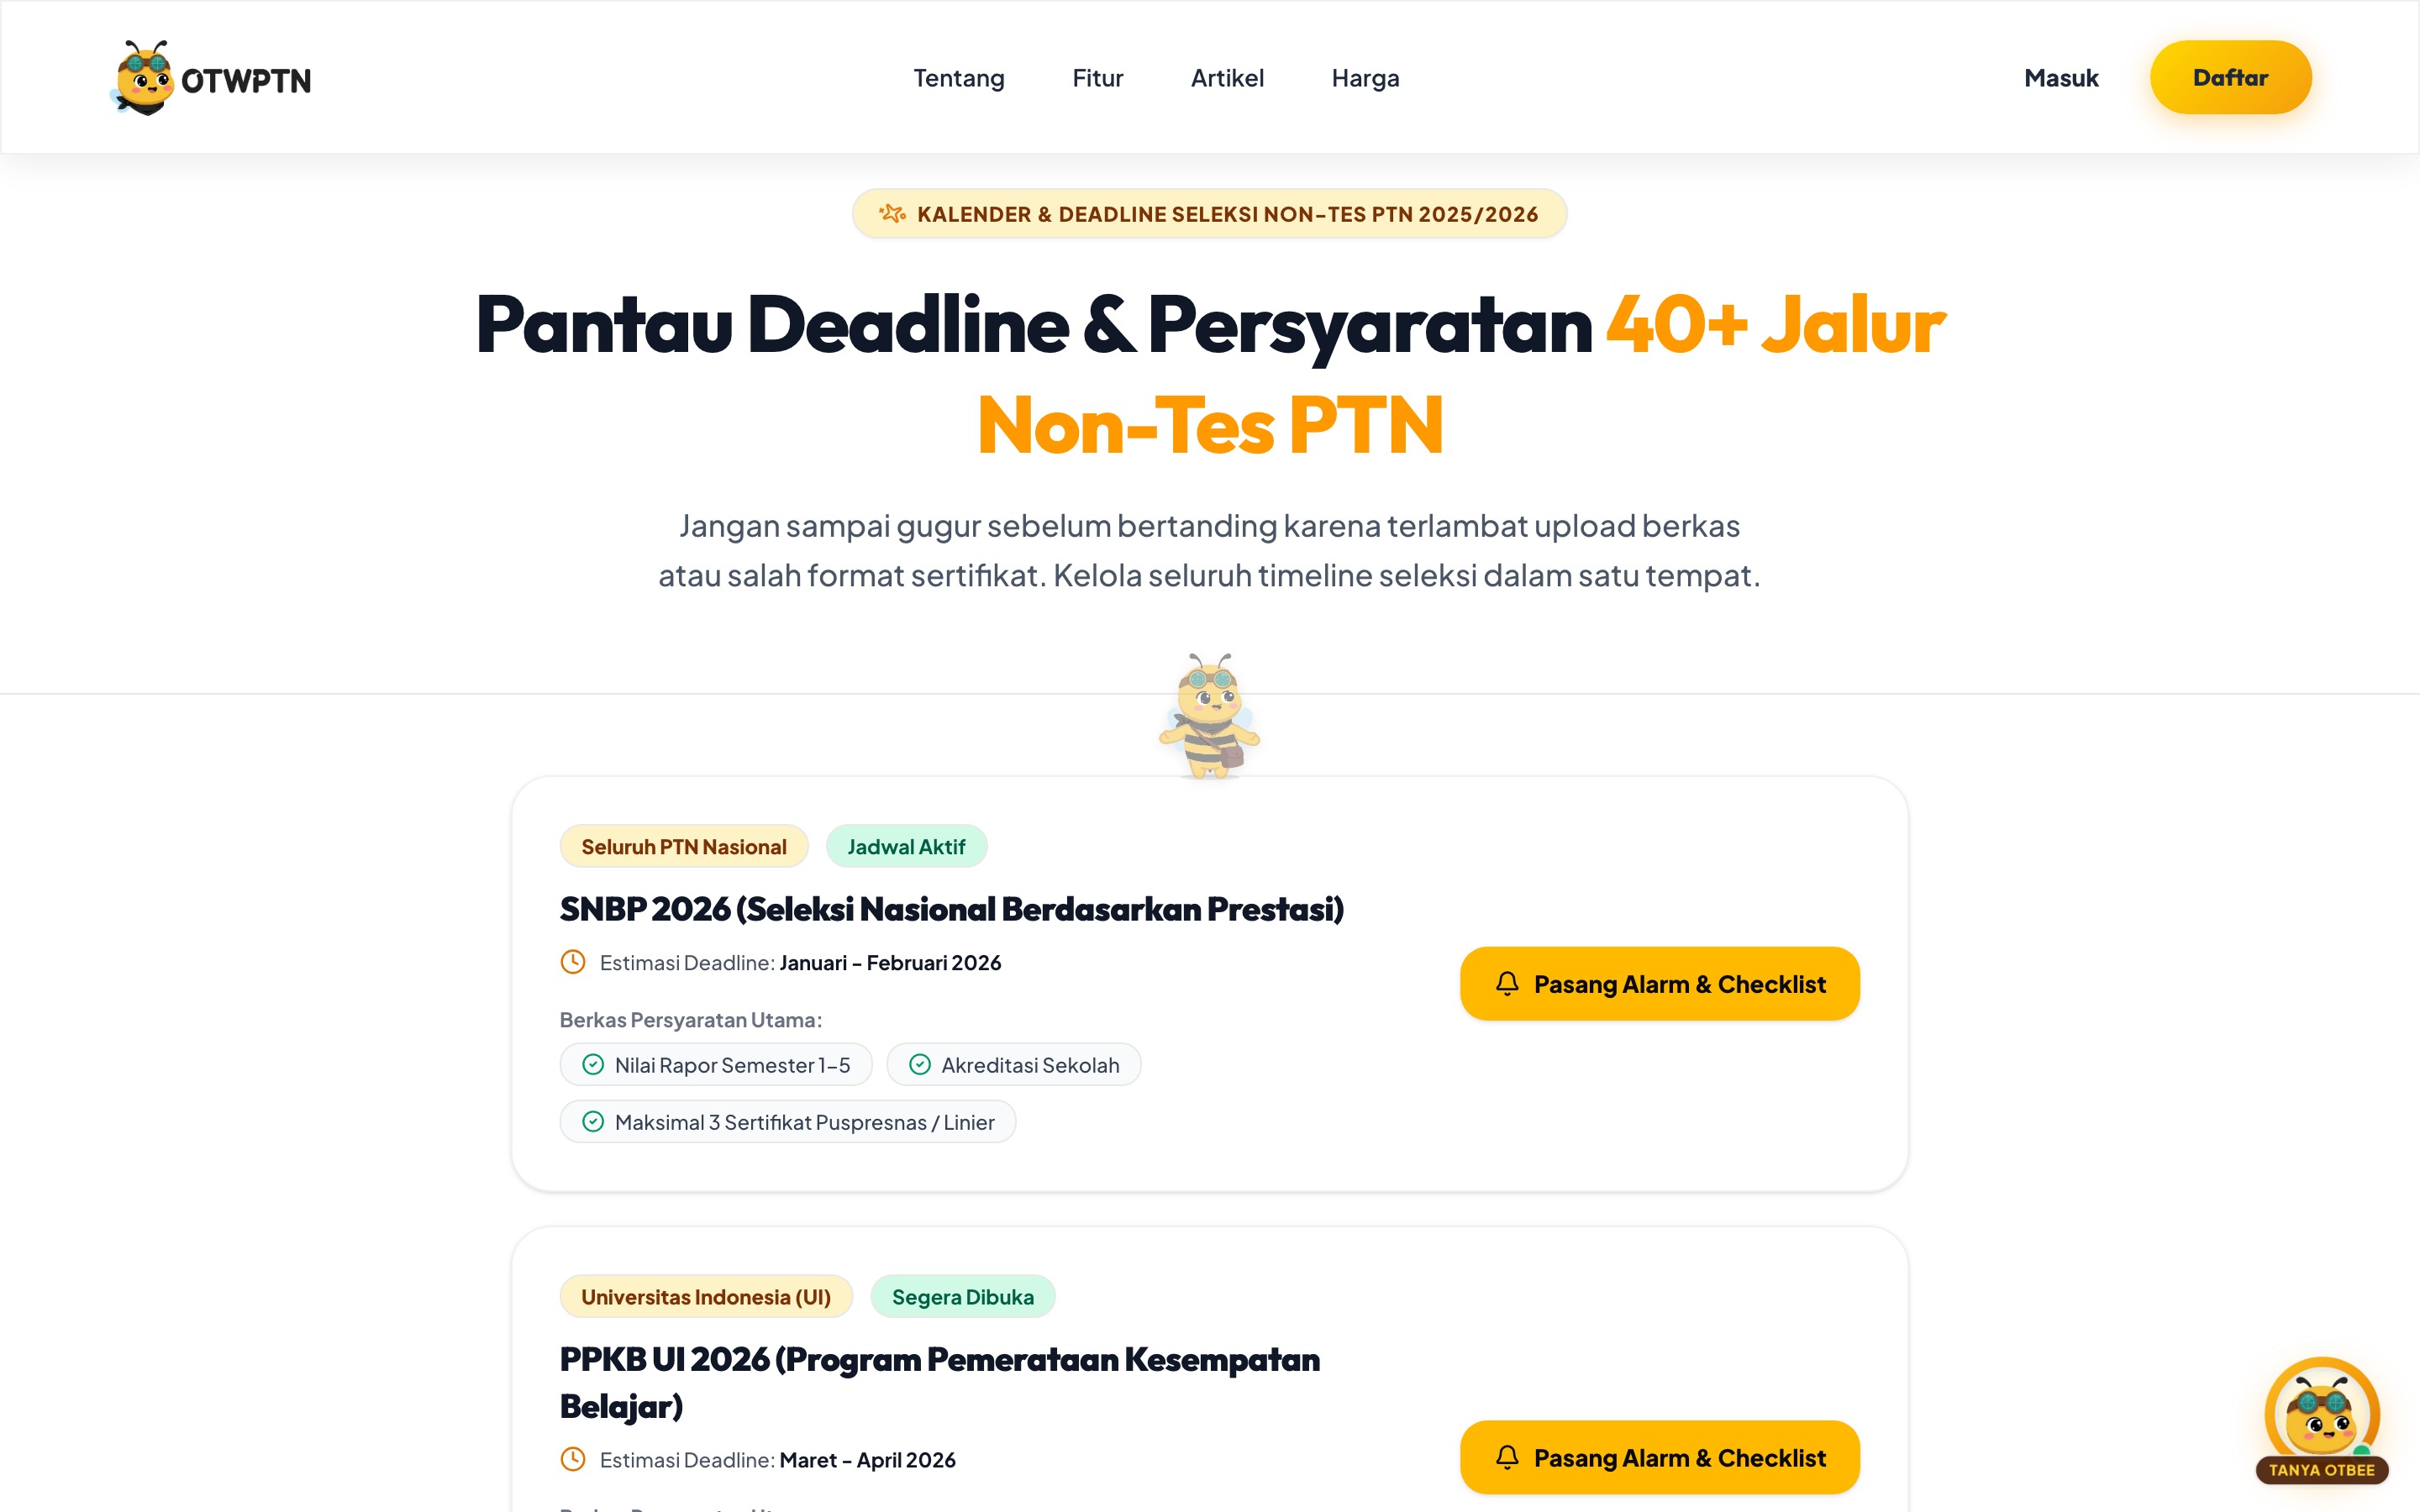 OTWPTN
Tentang
Fitur
Artikel
Harga
Masuk
Daftar
KALENDER & DEADLINE SELEKSI NON-TES PTN 2025/2026
Pantau Deadline & Persyaratan 40+ Jalur
Non-Tes PTN
Jangan sampai gugur sebelum bertanding karena terlambat upload berkas
atau salah format sertifikat. Kelola seluruh timeline seleksi dalam satu tempat.
Seluruh PTN Nasional
Jadwal Aktif
SNBP 2026 (Seleksi Nasional Berdasarkan Prestasi)
Estimasi Deadline: Januari - Februari 2026
Pasang Alarm & Checklist
Berkas Persyaratan Utama:
Nilai Rapor Semester 1-5
Akreditasi Sekolah
Maksimal 3 Sertifikat Puspresnas / Linier
Universitas Indonesia (UI)
Segera Dibuka
PPKB UI 2026 (Program Pemerataan Kesempatan
Belajar)
Estimasi Deadline: Maret - April 2026
Pasang Alarm & Checklist
TANYA OTBEE